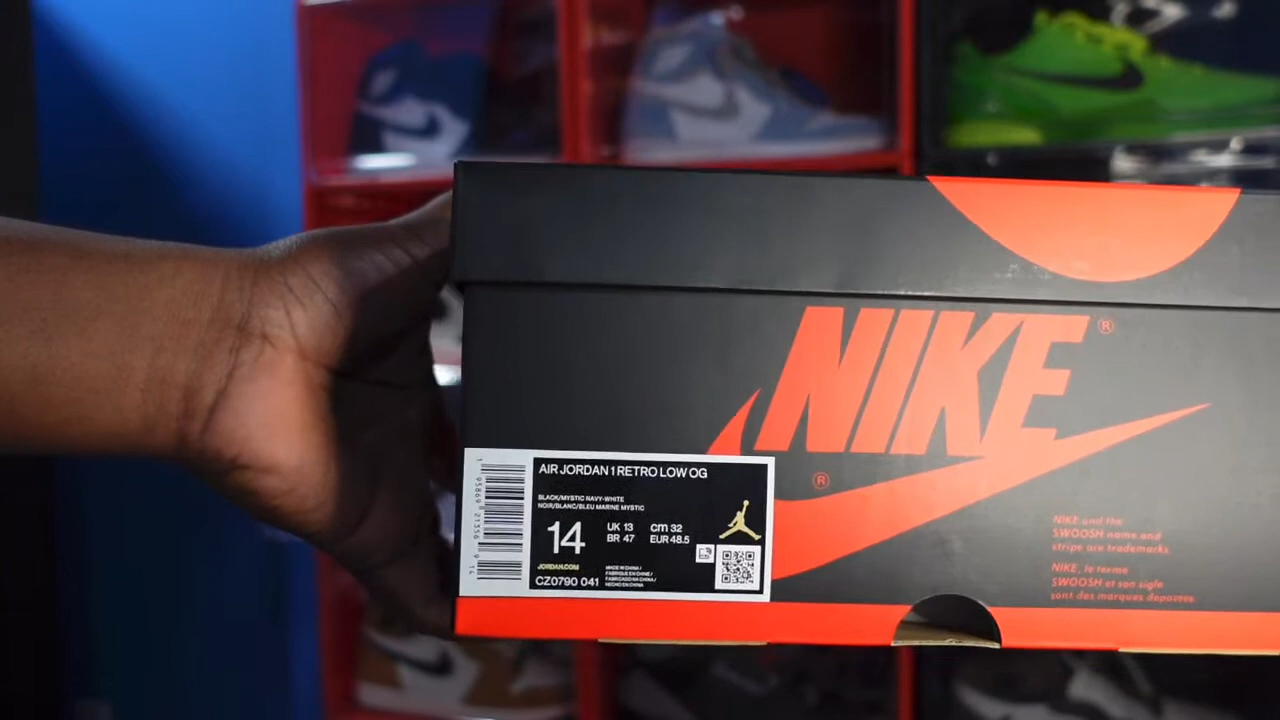 NIKE
®
®
AIR JORDAN 1 RETRO LOW OG
BLACK/MYSTIC NAVY-WHITE
NOIR/BLANC/BLEU MARINE MYSTIC
14
UK 13
BR 47
cm 32
EUR 48.5
JORDAN.COM
CZ0790 041
MADE IN CHINA /
FABRIQUE EN CHINE /
FABRICADO NA CHINA /
HECHO EN CHINA
NIKE and the
SWOOSH name and
stripe are trademarks.
NIKE, le terme
SWOOSH et son sigle
sont des marques deposees.